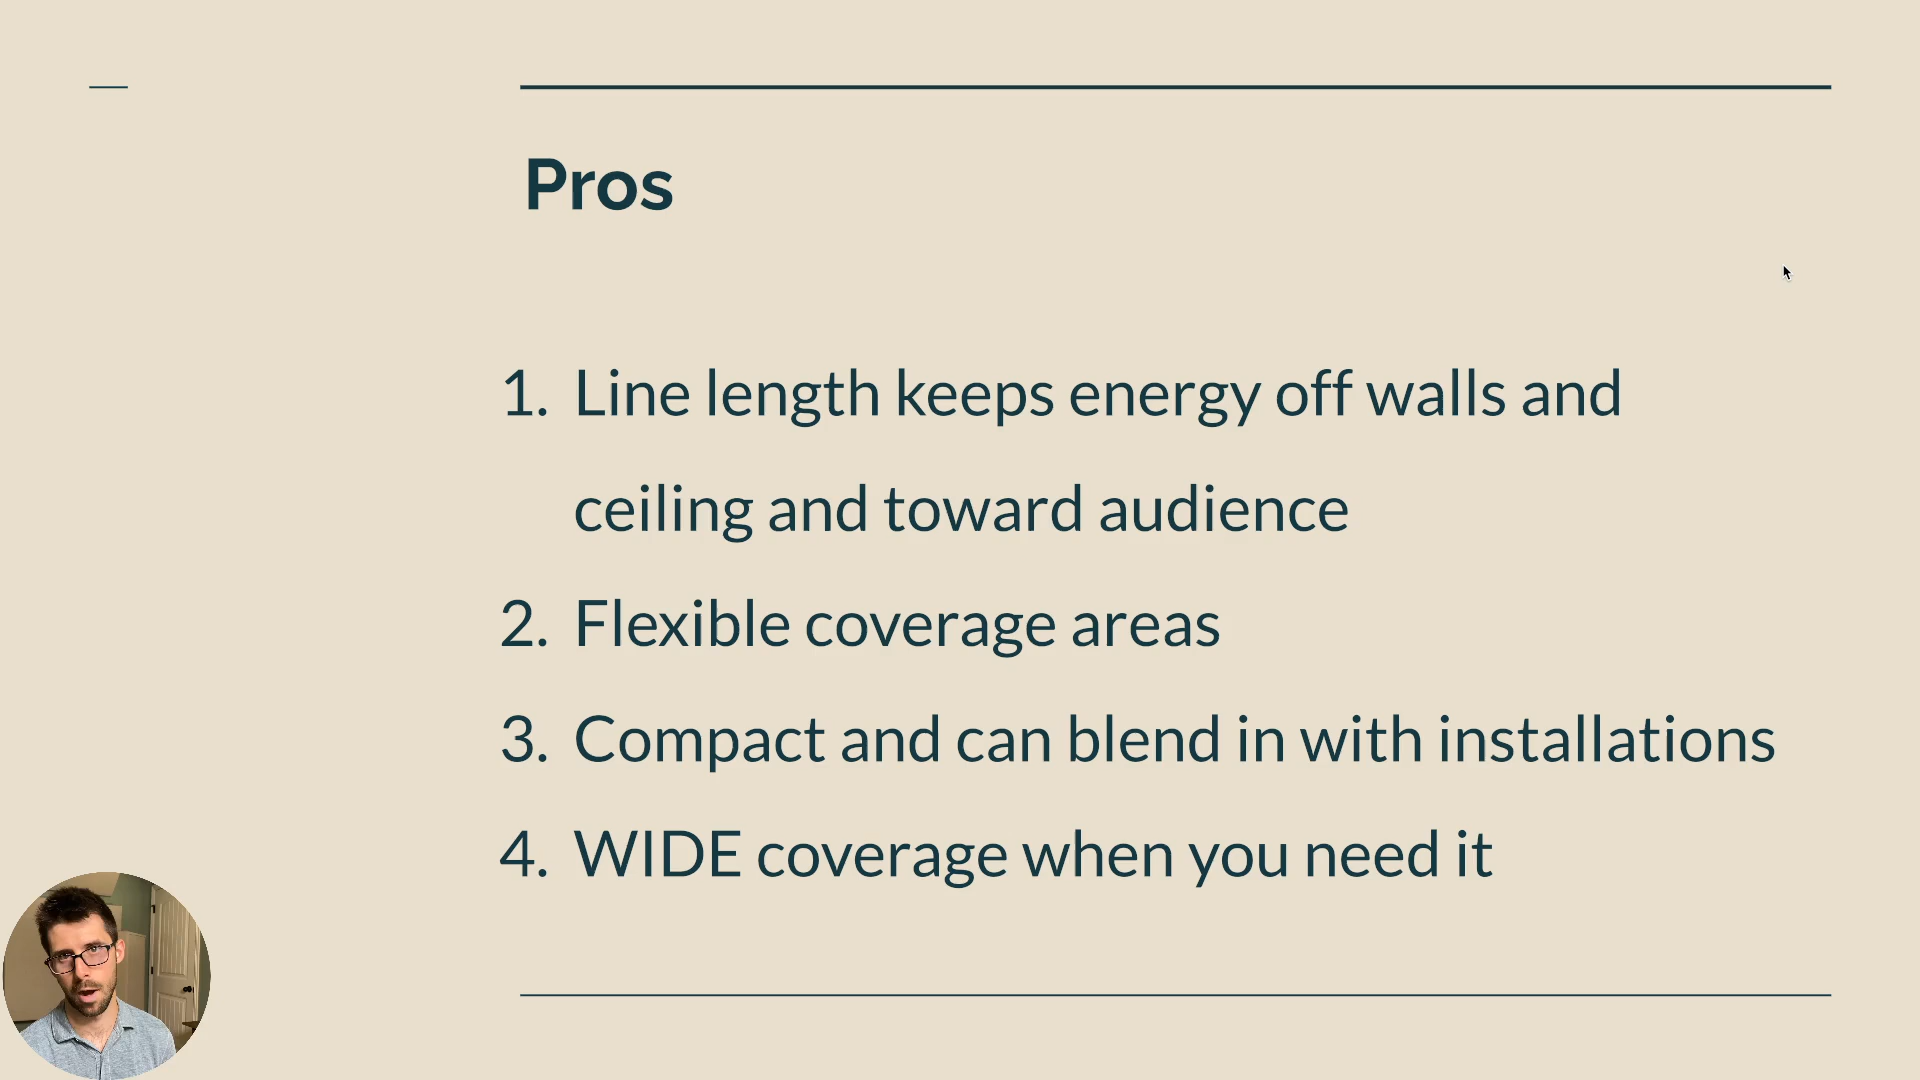 Pros
1. Line length keeps energy off walls and
ceiling and toward audience
2. Flexible coverage areas
3. Compact and can blend in with installations
4. WIDE coverage when you need it